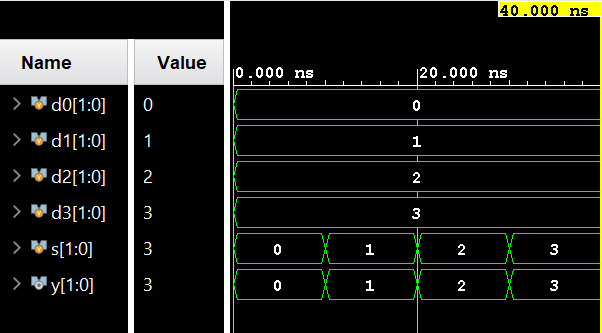 40.000 ns
Name Value
0.000 ns 20.000 ns
d0[1:0] 0 0
d1[1:0] 1 1
d2[1:0] 2 2
d3[1:0] 3 3
s[1:0] 3 0 1 2 3
y[1:0] 3 0 1 2 3